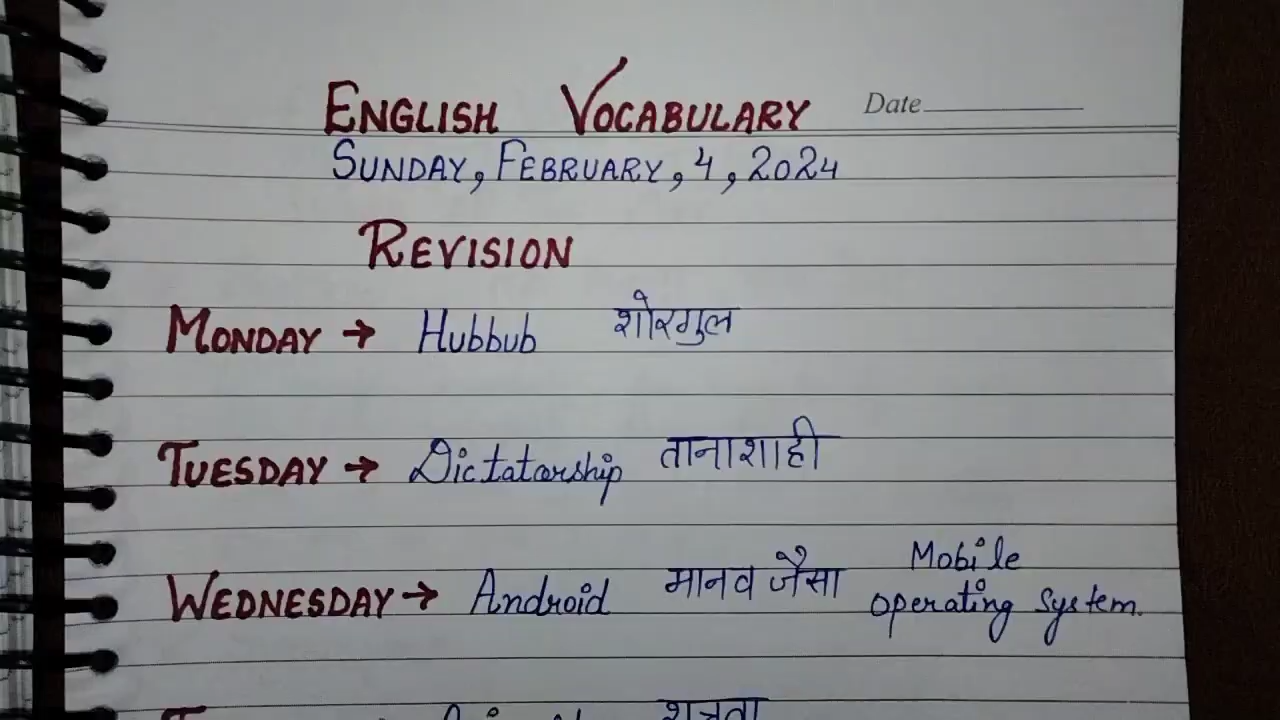 ENGLISH VOCABULARY Date
SUNDAY, FEBRUARY, 4, 2024
REVISION
MONDAY → Hubbub शोरगुल
TUESDAY → Dictatorship तानाशाही
WEDNESDAY → Android मानव जैसा Mobile operating system.
शत्रुता